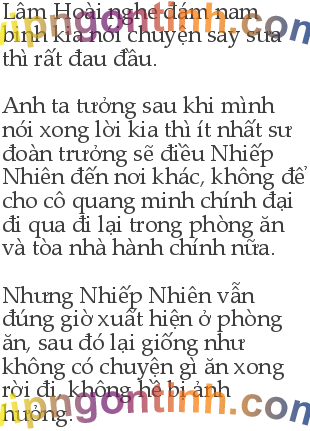 Lâm Hoài nghe đám nam
binh kia nói chuyện say sưa
thì rất đau đầu.
Anh ta tưởng sau khi mình
nói xong lời kia thì ít nhất sư
đoàn trưởng sẽ điều Nhiếp
Nhiên đến nơi khác, không để
cho cô quang minh chính đại
đi qua đi lại trong phòng ăn
và tòa nhà hành chính nữa.
Nhưng Nhiếp Nhiên vẫn
đúng giờ xuất hiện ở phòng
ăn, sau đó lại giống như
không có chuyện gì ăn xong
rời đi, không hề bị ảnh
hưởng.